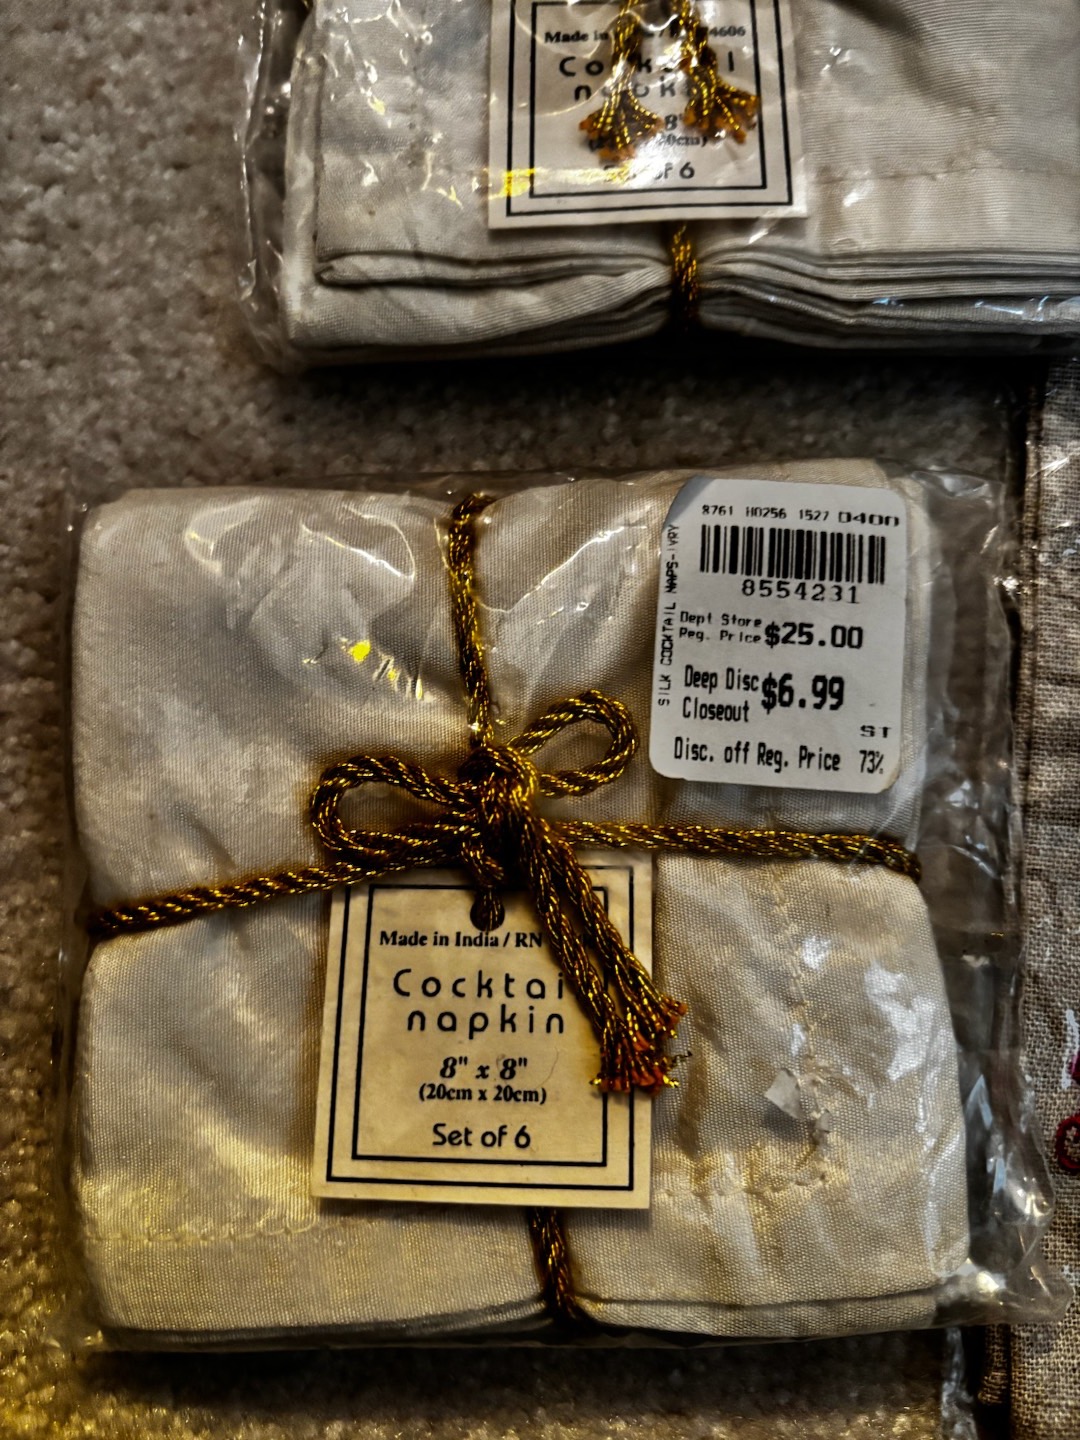 Made in / R 4606
8"
Set of 6
8761 H0256 1527 D400
8554231
SILK COCKTAIL NAPS-IVRY
Dept Store
Reg. Price $25.00
Deep Disc
Closeout $6.99
ST
Disc. off Reg. Price 73%
Made in India / RN
Cocktai
napkin
8" x 8"
(20cm x 20cm)
Set of 6